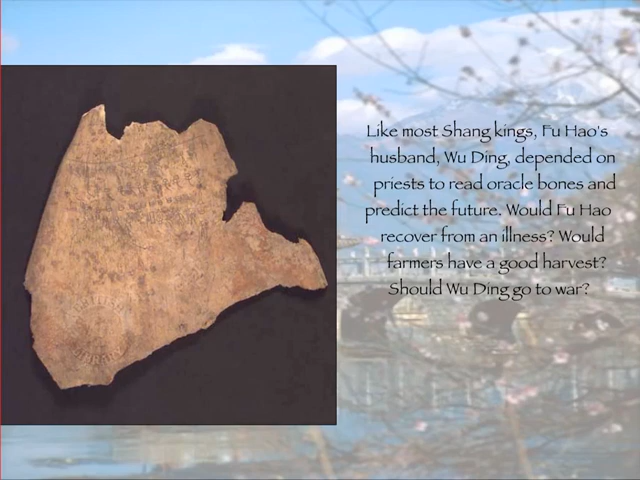 Like most Shang kings, Fu Hao's
husband, Wu Ding, depended on
priests to read oracle bones and
predict the future. Would Fu Hao
recover from an illness? Would
farmers have a good harvest?
Should Wu Ding go to war?